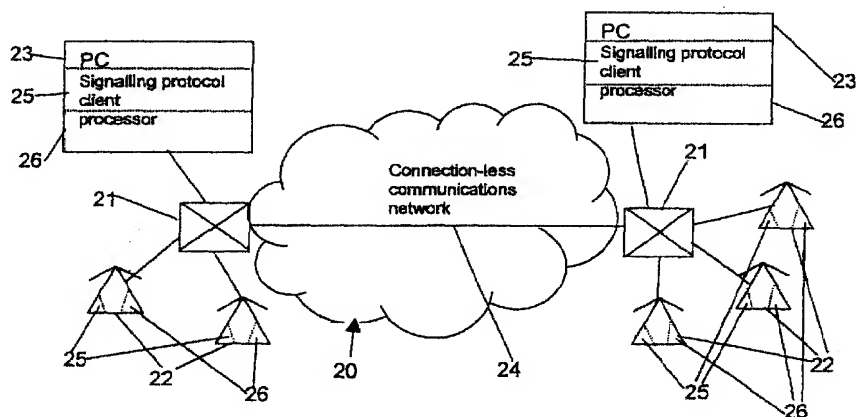 PC
23
Signalling protocol
client
25
processor
26
21
PC
Signalling protocol
client
25
23
processor
26
21
Connection-less
communications
network
25
22
26
20
24
25
22
26